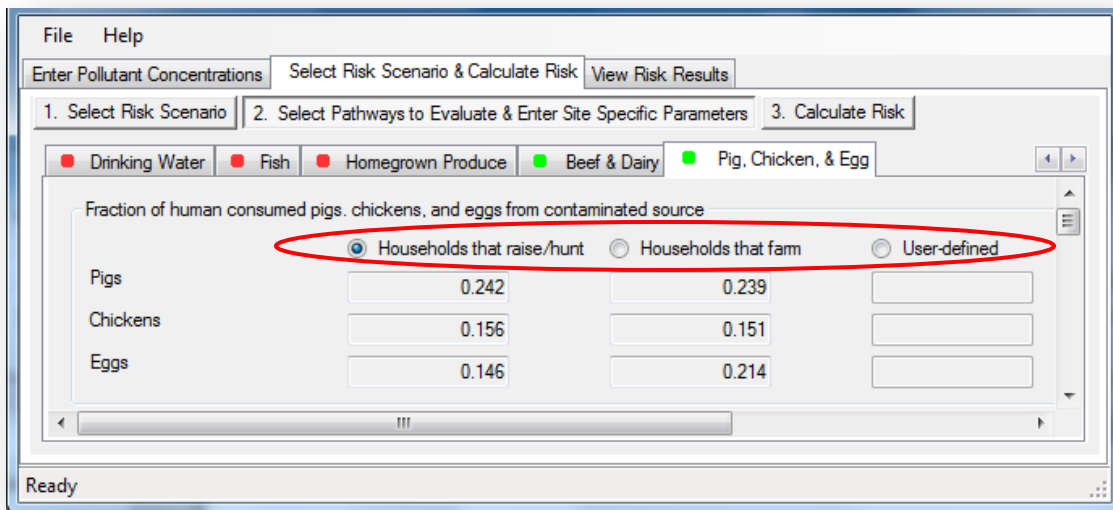 File Help
Enter Pollutant Concentrations Select Risk Scenario & Calculate Risk View Risk Results
1. Select Risk Scenario 2. Select Pathways to Evaluate & Enter Site Specific Parameters 3. Calculate Risk
Drinking Water Fish Homegrown Produce Beef & Dairy Pig, Chicken, & Egg
Fraction of human consumed pigs. chickens, and eggs from contaminated source
Households that raise/hunt Households that farm User-defined
Pigs 0.242 0.239
Chickens 0.156 0.151
Eggs 0.146 0.214
Ready